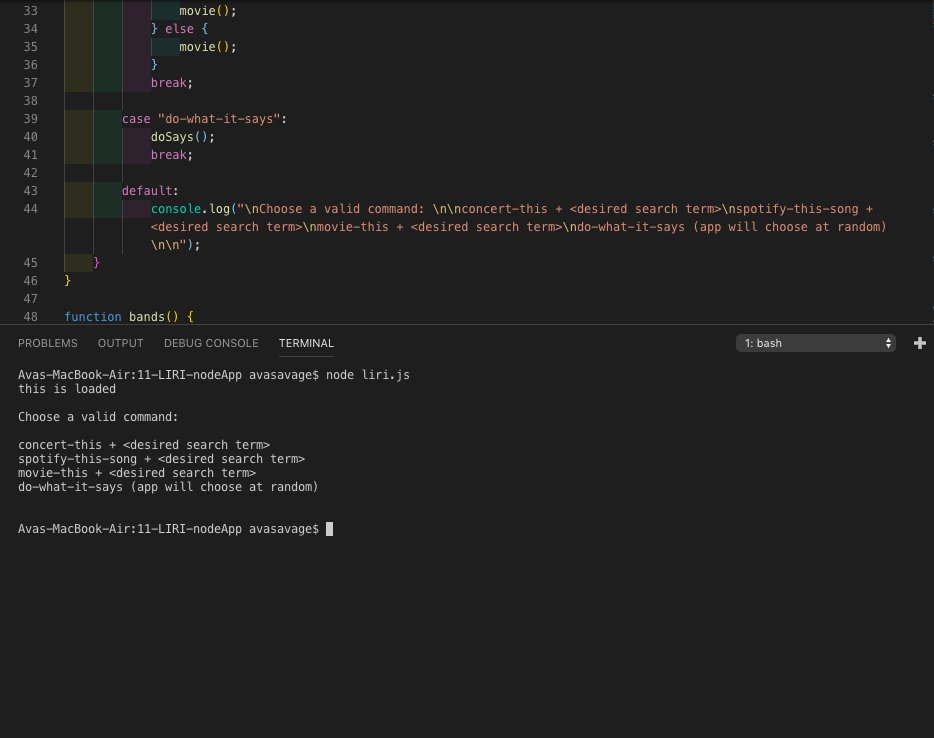 33 movie();
34 } else {
35 movie();
36 }
37 break;
38
39 case "do-what-it-says":
40 doSays();
41 break;
42
43 default:
44 console.log("\nChoose a valid command: \n\nconcert-this + <desired search term>\nspotify-this-song +
<desired search term>\nmovie-this + <desired search term>\ndo-what-it-says (app will choose at random)
\n\n");
45 }
46 }
47
48 function bands() {
PROBLEMS OUTPUT DEBUG CONSOLE TERMINAL 1: bash
Avas-MacBook-Air:11-LIRI-nodeApp avasavage$ node liri.js
this is loaded
Choose a valid command:
concert-this + <desired search term>
spotify-this-song + <desired search term>
movie-this + <desired search term>
do-what-it-says (app will choose at random)
Avas-MacBook-Air:11-LIRI-nodeApp avasavage$